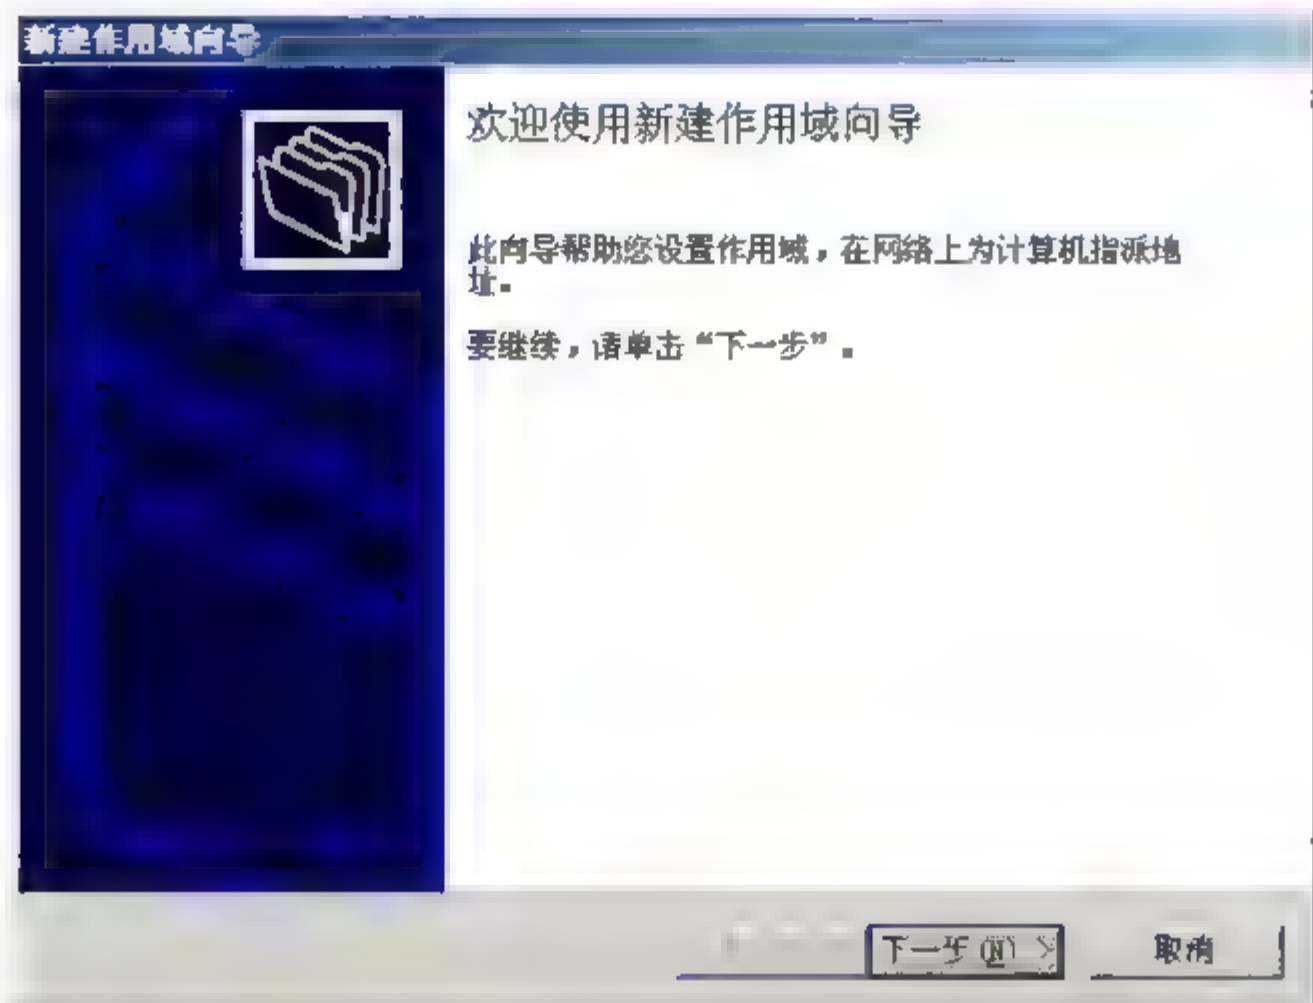 新建作用域向导
欢迎使用新建作用域向导
此向导帮助您设置作用域，在网络上为计算机指派地
址。
要继续，请单击“下一步”。
下一步(N) >
取消